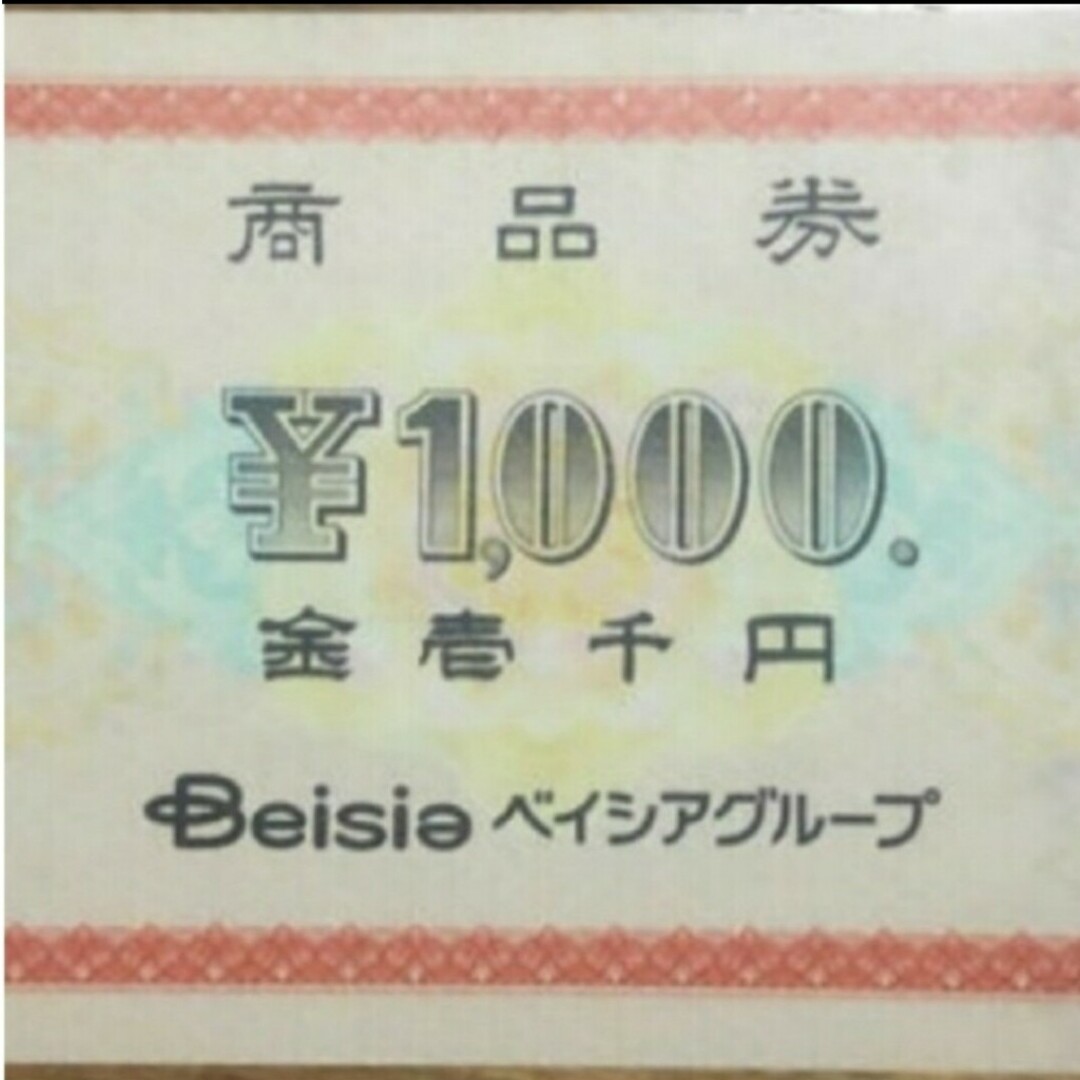 商品券
¥1,000.
金壱千円
Beisia ベイシアグループ